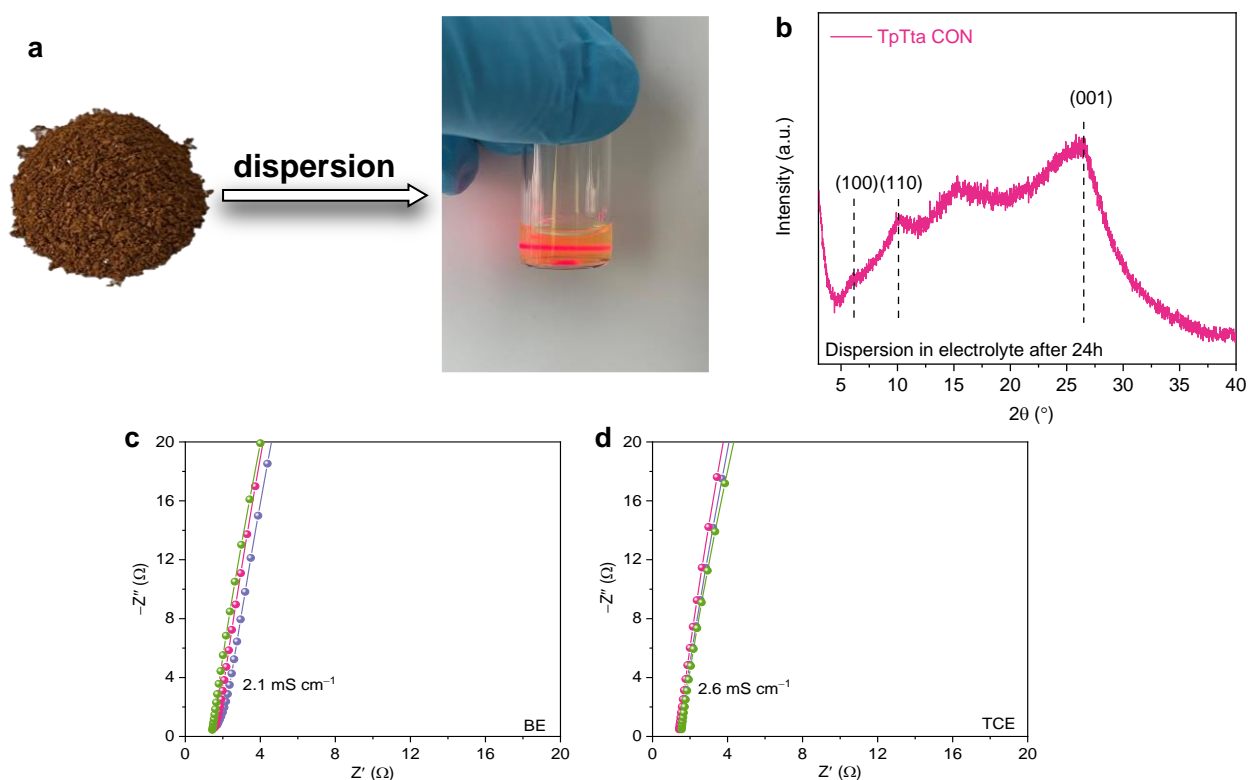 a
dispersion
b
TpTta CON
(100)
(110)
(001)
Intensity (a.u.)
Dispersion in electrolyte after 24h
5 10 15 20 25 30 35 40
2θ (°)
c
20
16
12
8
4
0
−Z″ (Ω)
2.1 mS cm⁻¹
BE
0 4 8 12 16 20
Z′ (Ω)
d
20
16
12
8
4
0
−Z″ (Ω)
2.6 mS cm⁻¹
TCE
0 4 8 12 16 20
Z′ (Ω)